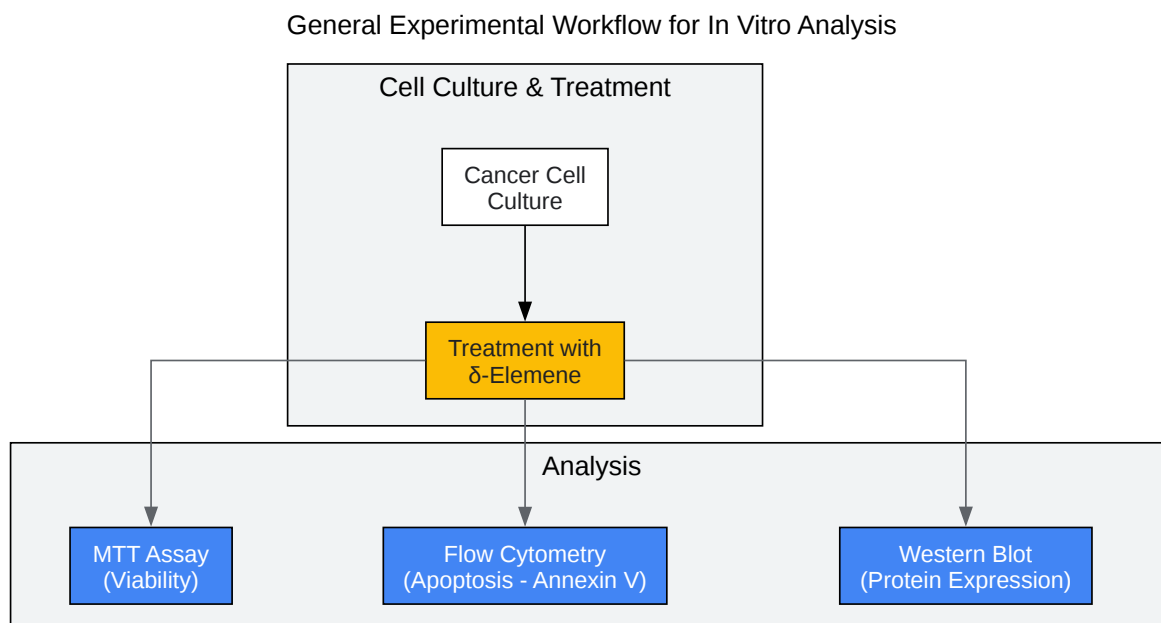 General Experimental Workflow for In Vitro Analysis
Cell Culture & Treatment
Cancer Cell
Culture
Treatment with
δ-Elemene
Analysis
MTT Assay
(Viability)
Flow Cytometry
(Apoptosis - Annexin V)
Western Blot
(Protein Expression)